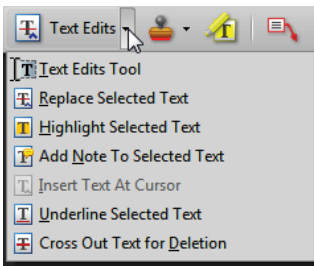 Text Edits
Text Edits Tool
Replace Selected Text
Highlight Selected Text
Add Note To Selected Text
Insert Text At Cursor
Underline Selected Text
Cross Out Text for Deletion